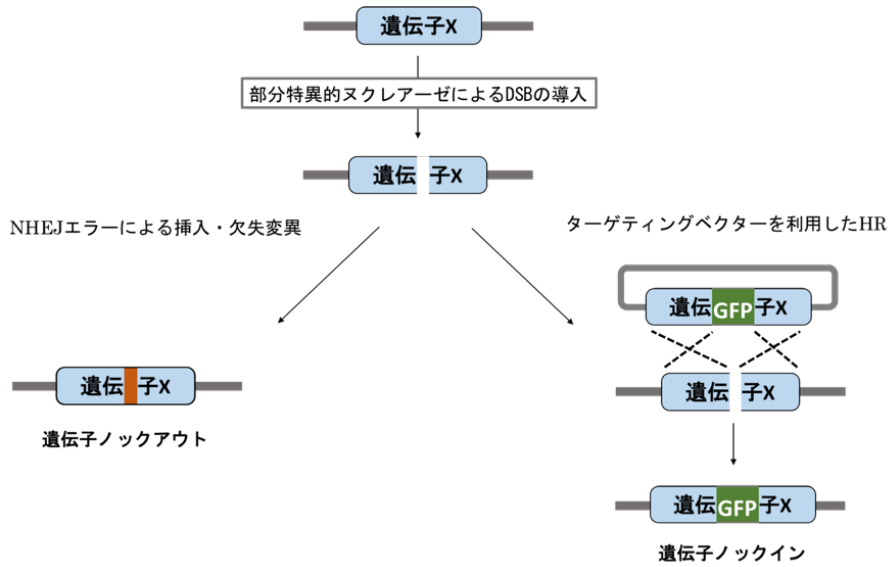 遺伝子X
部分特異的ヌクレアーゼによるDSBの導入
遺伝 子X
NHEJエラーによる挿入・欠失変異
ターゲティングベクターを利用したHR
遺伝GFP子X
遺伝 子X
遺伝 子X
遺伝子ノックアウト
遺伝GFP子X
遺伝子ノックイン